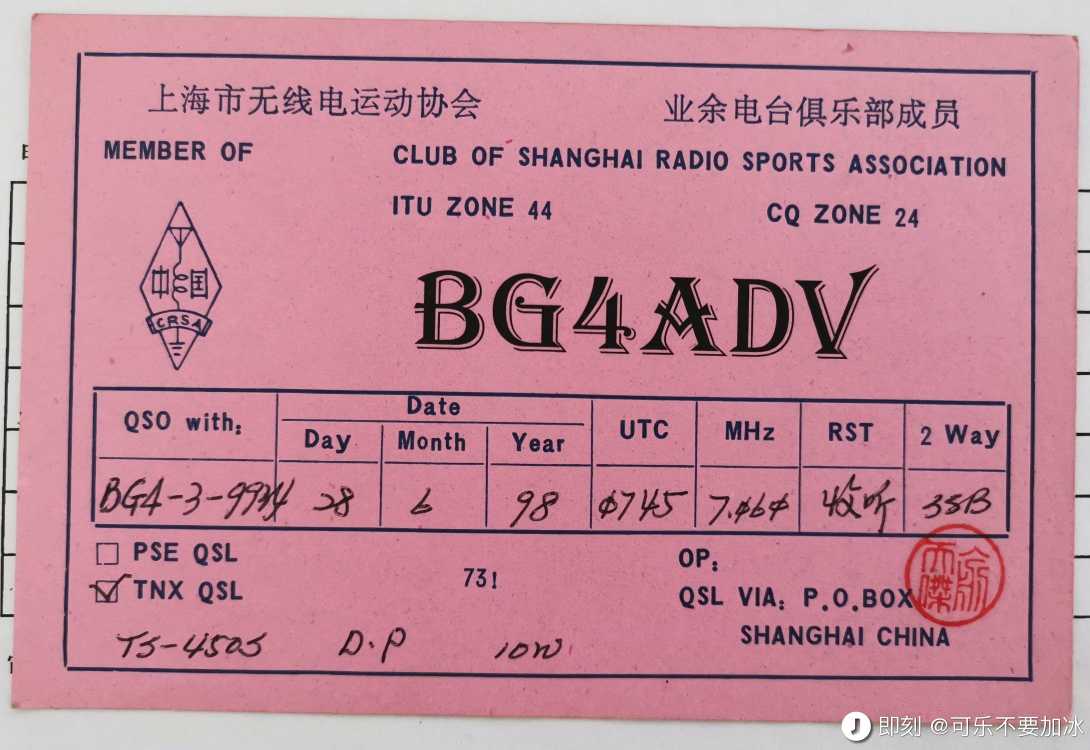 上海市无线电运动协会 业余电台俱乐部成员
MEMBER OF CLUB OF SHANGHAI RADIO SPORTS ASSOCIATION
ITU ZONE 44 CQ ZONE 24
中国
CRSA
BG4ADV
QSO with: Date UTC MHz RST 2 Way
Day Month Year
28 6 98 φ745 7.φ6φ 收听 SSB
PSE QSL OP:
TNX QSL 73! QSL VIA: P.O.BOX
SHANGHAI CHINA
TS-450S D.P 10W
即刻 @可乐不要加冰